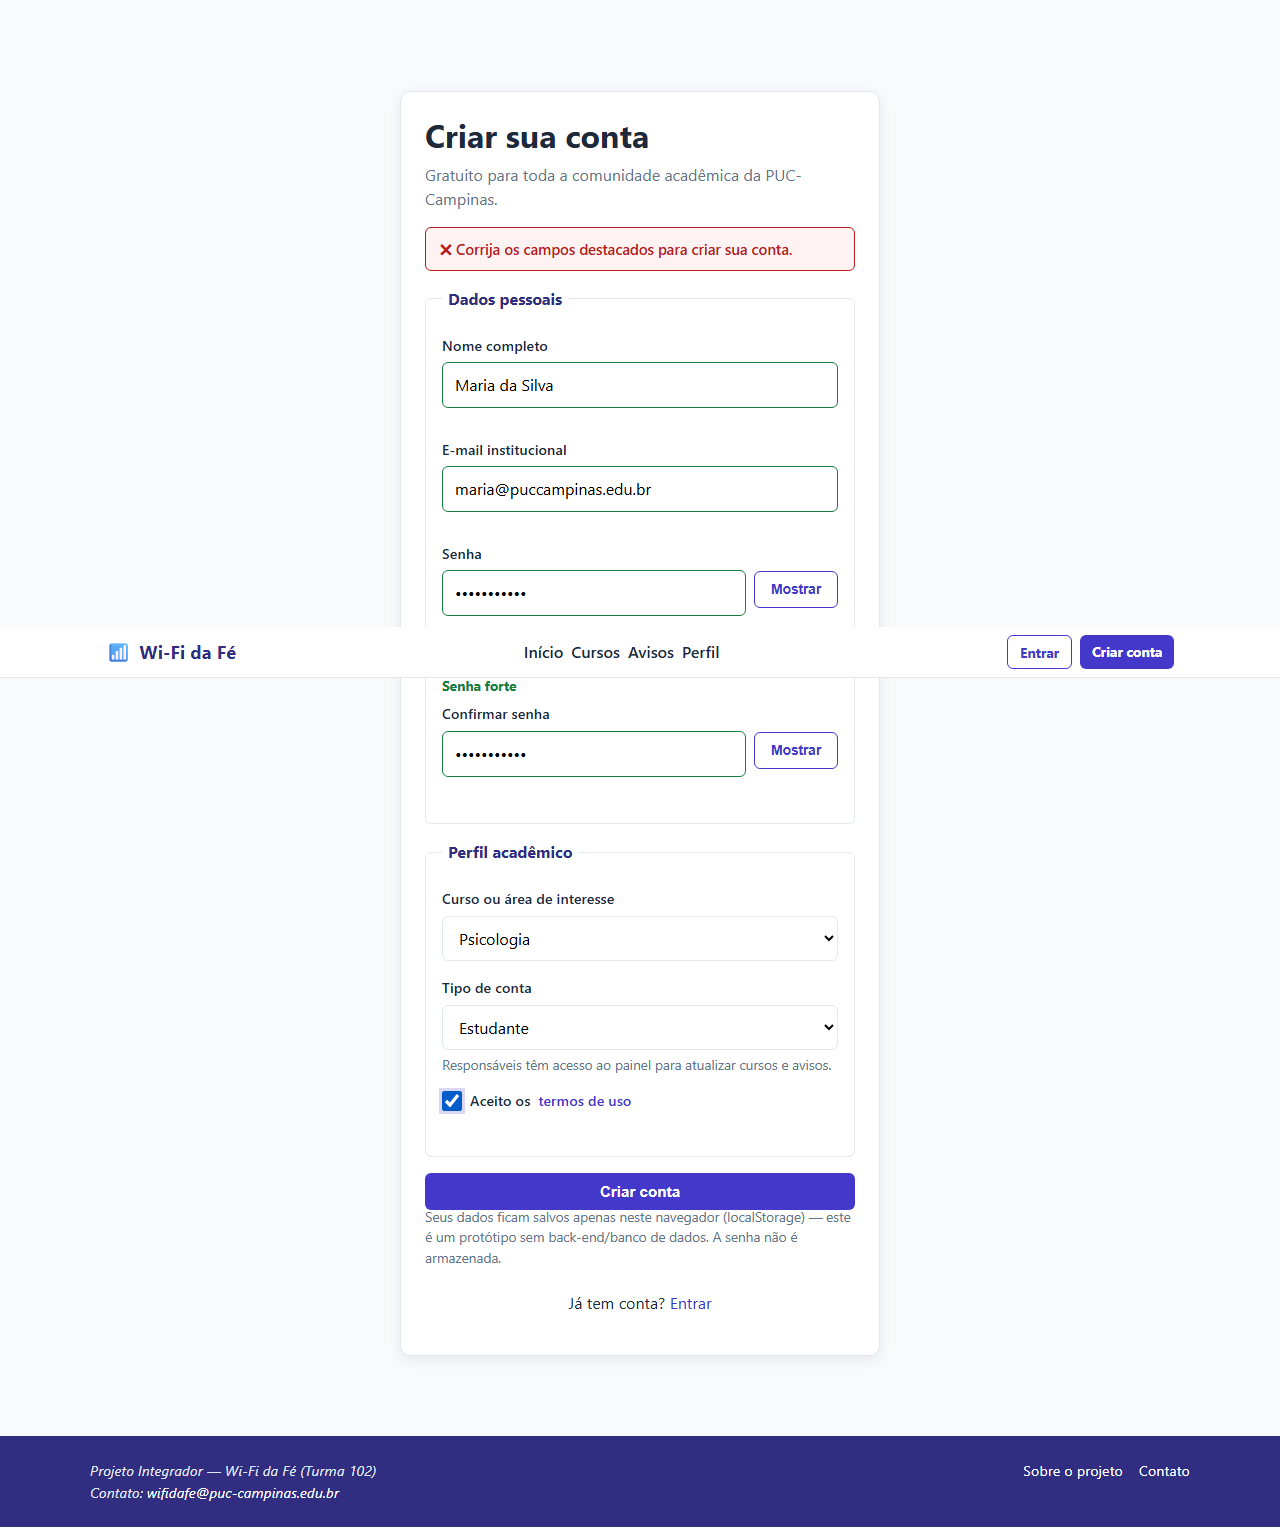 Criar sua conta
Gratuito para toda a comunidade acadêmica da PUC-
Campinas.
❌ Corrija os campos destacados para criar sua conta.
Dados pessoais
Nome completo
Maria da Silva
E-mail institucional
maria@puccampinas.edu.br
Senha
•••••••••••
Mostrar
Wi-Fi da Fé
Início Cursos Avisos Perfil
Entrar
Criar conta
Senha forte
Confirmar senha
•••••••••••
Mostrar
Perfil acadêmico
Curso ou área de interesse
Psicologia
Tipo de conta
Estudante
Responsáveis têm acesso ao painel para atualizar cursos e avisos.
Aceito os termos de uso
Criar conta
Seus dados ficam salvos apenas neste navegador (localStorage) — este
é um protótipo sem back-end/banco de dados. A senha não é
armazenada.
Já tem conta? Entrar
Projeto Integrador — Wi-Fi da Fé (Turma 102)
Contato: wifidafe@puc-campinas.edu.br
Sobre o projeto Contato